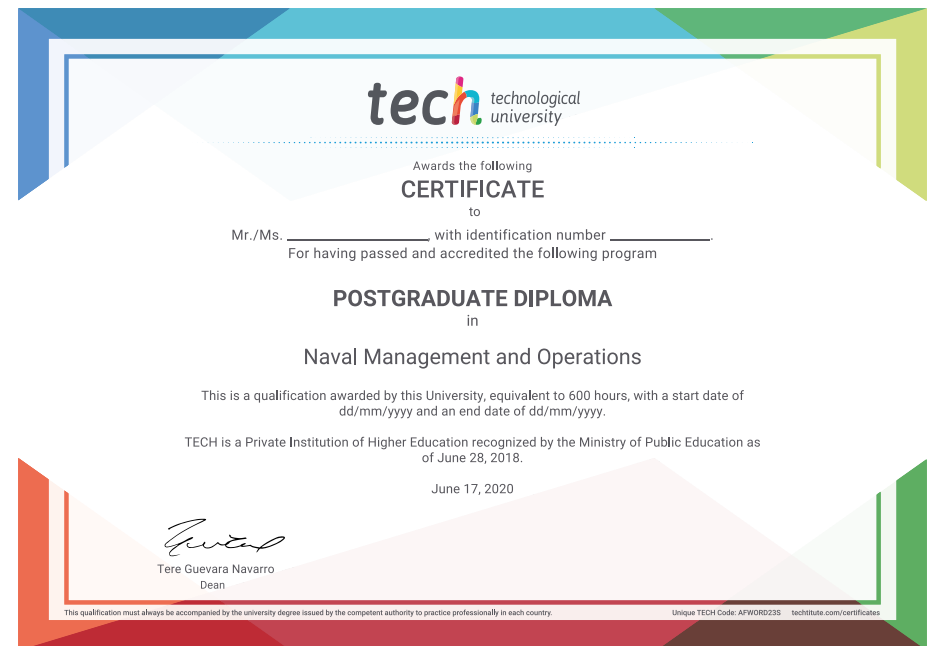 tech technological
university
Awards the following
CERTIFICATE
to
Mr./Ms. ____________, with identification number ____________.
For having passed and accredited the following program
POSTGRADUATE DIPLOMA
in
Naval Management and Operations
This is a qualification awarded by this University, equivalent to 600 hours, with a start date of
dd/mm/yyyy and an end date of dd/mm/yyyy.
TECH is a Private Institution of Higher Education recognized by the Ministry of Public Education as
of June 28, 2018.
June 17, 2020
Tere Guevara Navarro
Dean
This qualification must always be accompanied by the university degree issued by the competent authority to practice professionally in each country. Unique TECH Code: AFWORD23S techtitute.com/certificates